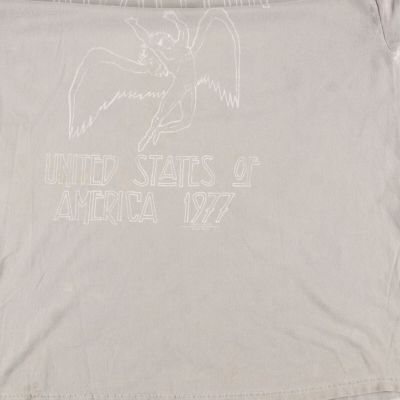 UNITED STATES OF
AMERICA 1977